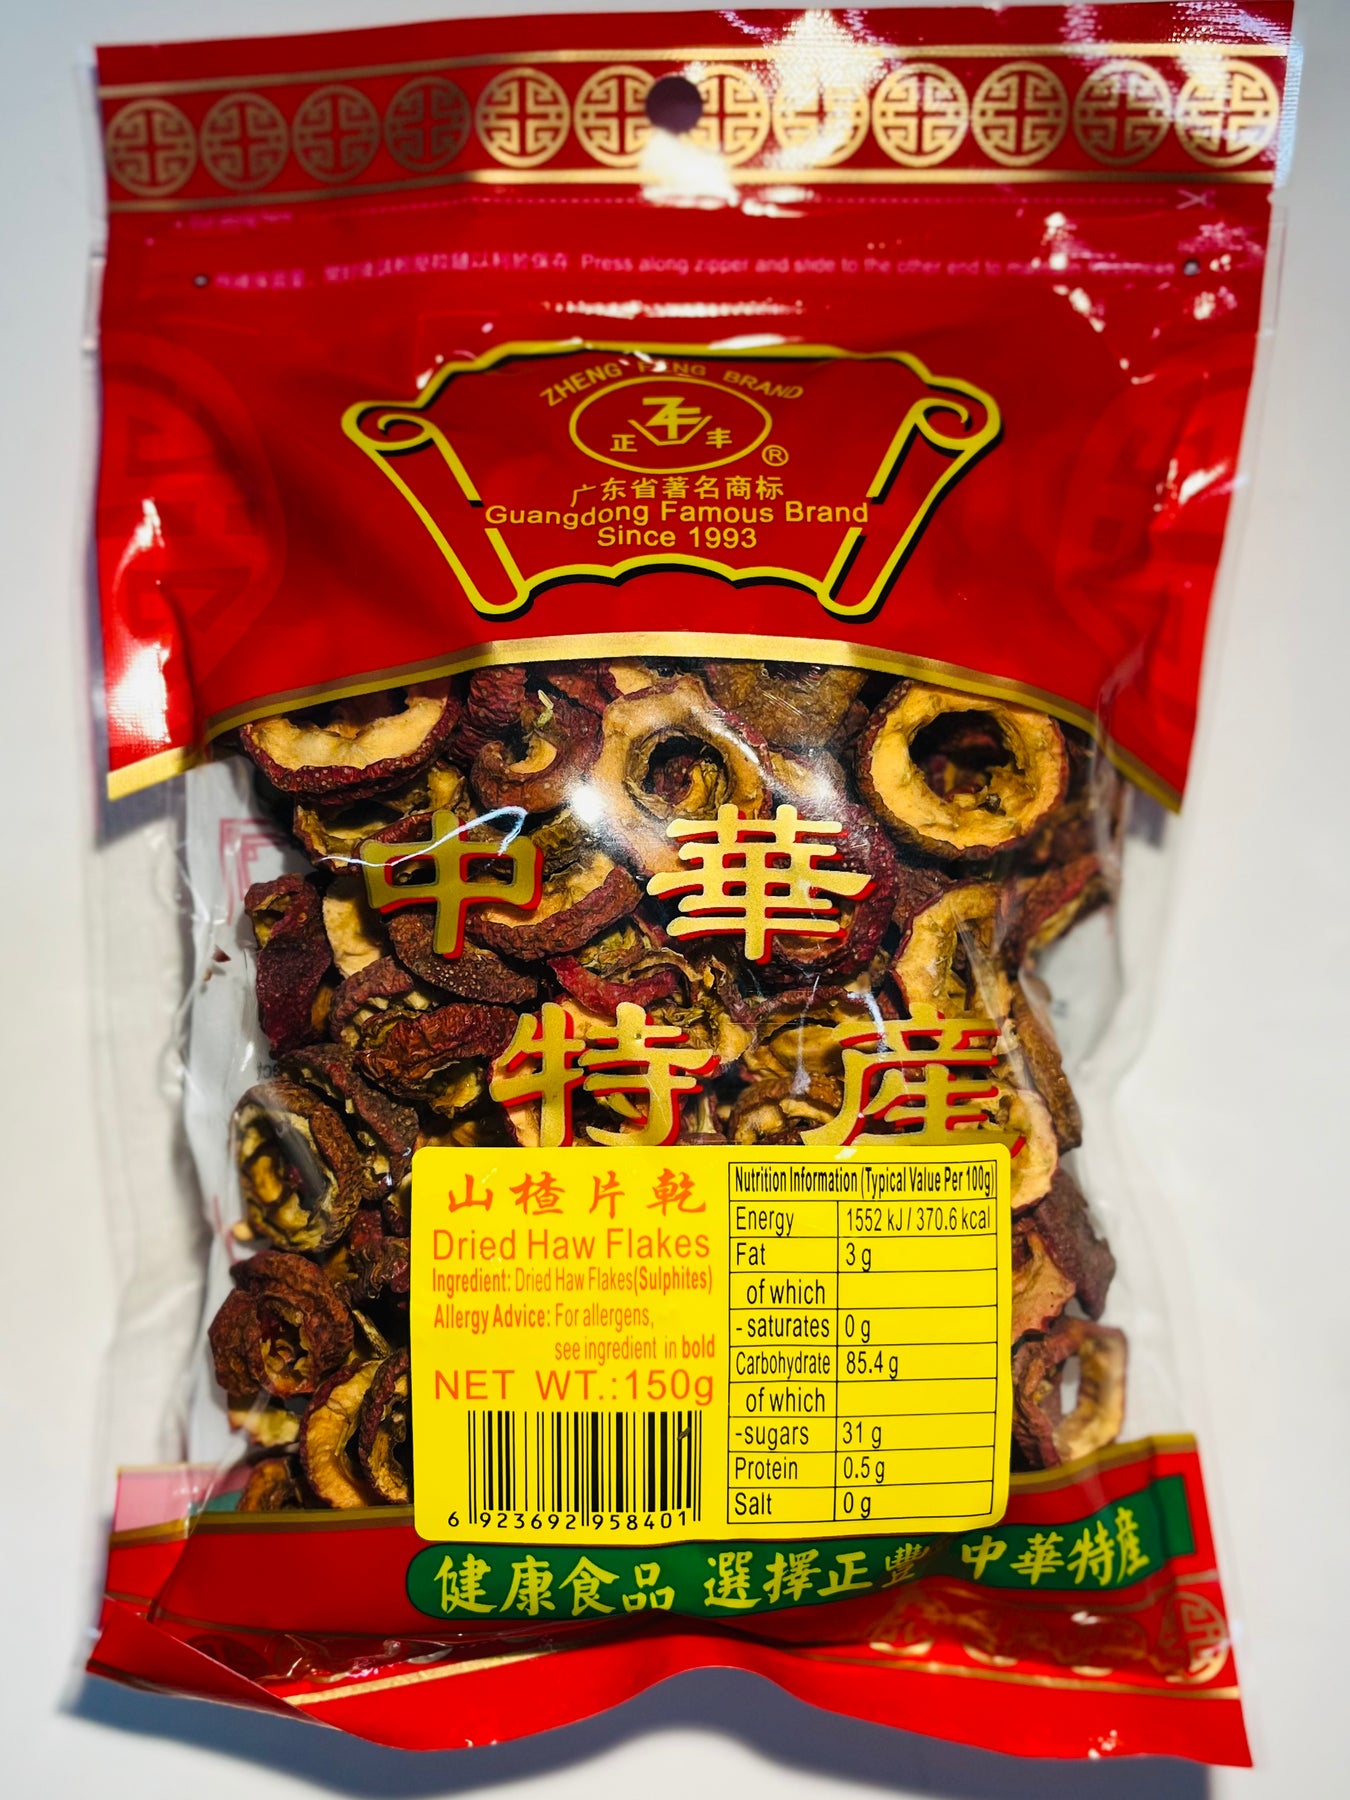 Press along zipper and slide to the other end to
ZHENG FENG BRAND
正 丰
®
广东省著名商标
Guangdong Famous Brand
Since 1993
中華
特産
山楂片乾
Dried Haw Flakes
Ingredient: Dried Haw Flakes(Sulphites)
Allergy Advice: For allergens,
see ingredient in bold
NET WT.:150g
6 923692 958401
Nutrition Information (Typical Value Per 100g)
Energy 1552 kJ / 370.6 kcal
Fat 3 g
of which
- saturates 0 g
Carbohydrate 85.4 g
of which
-sugars 31 g
Protein 0.5 g
Salt 0 g
健康食品 選擇正豐 中華特産